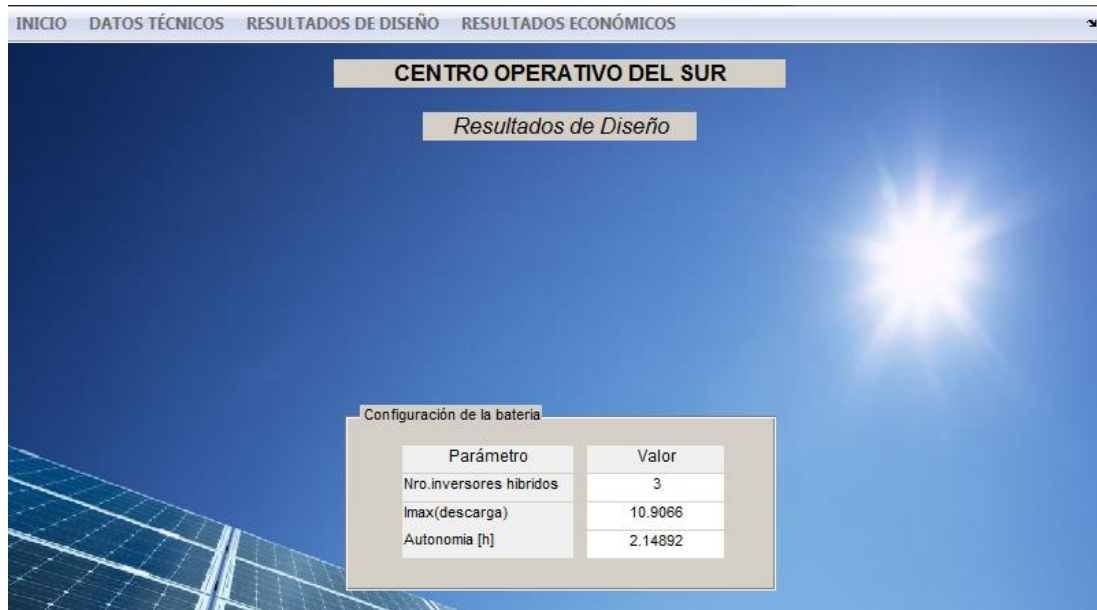 INICIO DATOS TÉCNICOS RESULTADOS DE DISEÑO RESULTADOS ECONÓMICOS
CENTRO OPERATIVO DEL SUR
Resultados de Diseño
Configuración de la bateria
Parámetro Valor
Nro.inversores hibridos 3
Imax(descarga) 10.9066
Autonomia [h] 2.14892